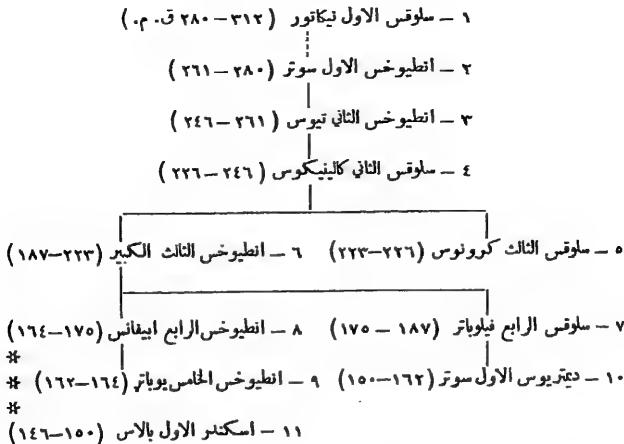 ١ – سلوقس الاول نيكاتور (٣١٢–٢٨٠ ق.م.)
٢ – انطيوخس الاول سوتر (٢٨٠–٢٦١)
٣ – انطيوخس الثاني تيوس (٢٦١–٢٤٦)
٤ – سلوقس الثاني كالينيكوس (٢٤٦–٢٢٦)
٥ – سلوقس الثالث كرونوس (٢٢٦–٢٢٣) ٦ – انطيوخس الثالث الكبير (٢٢٣–١٨٧)
٧ – سلوقس الرابع فيلوباتر (١٨٧ – ١٧٥) ٨ – انطيوخس الرابع ابيفانس (١٧٥–١٦٤)
*
١٠ – ديمتريوس الاول سوتر (١٦٢–١٥٠) ٩ – انطيوخس الخامس يوباتر (١٦٤–١٦٢) *
*
١١ – اسكندر الاول بالاس (١٥٠–١٤٦)